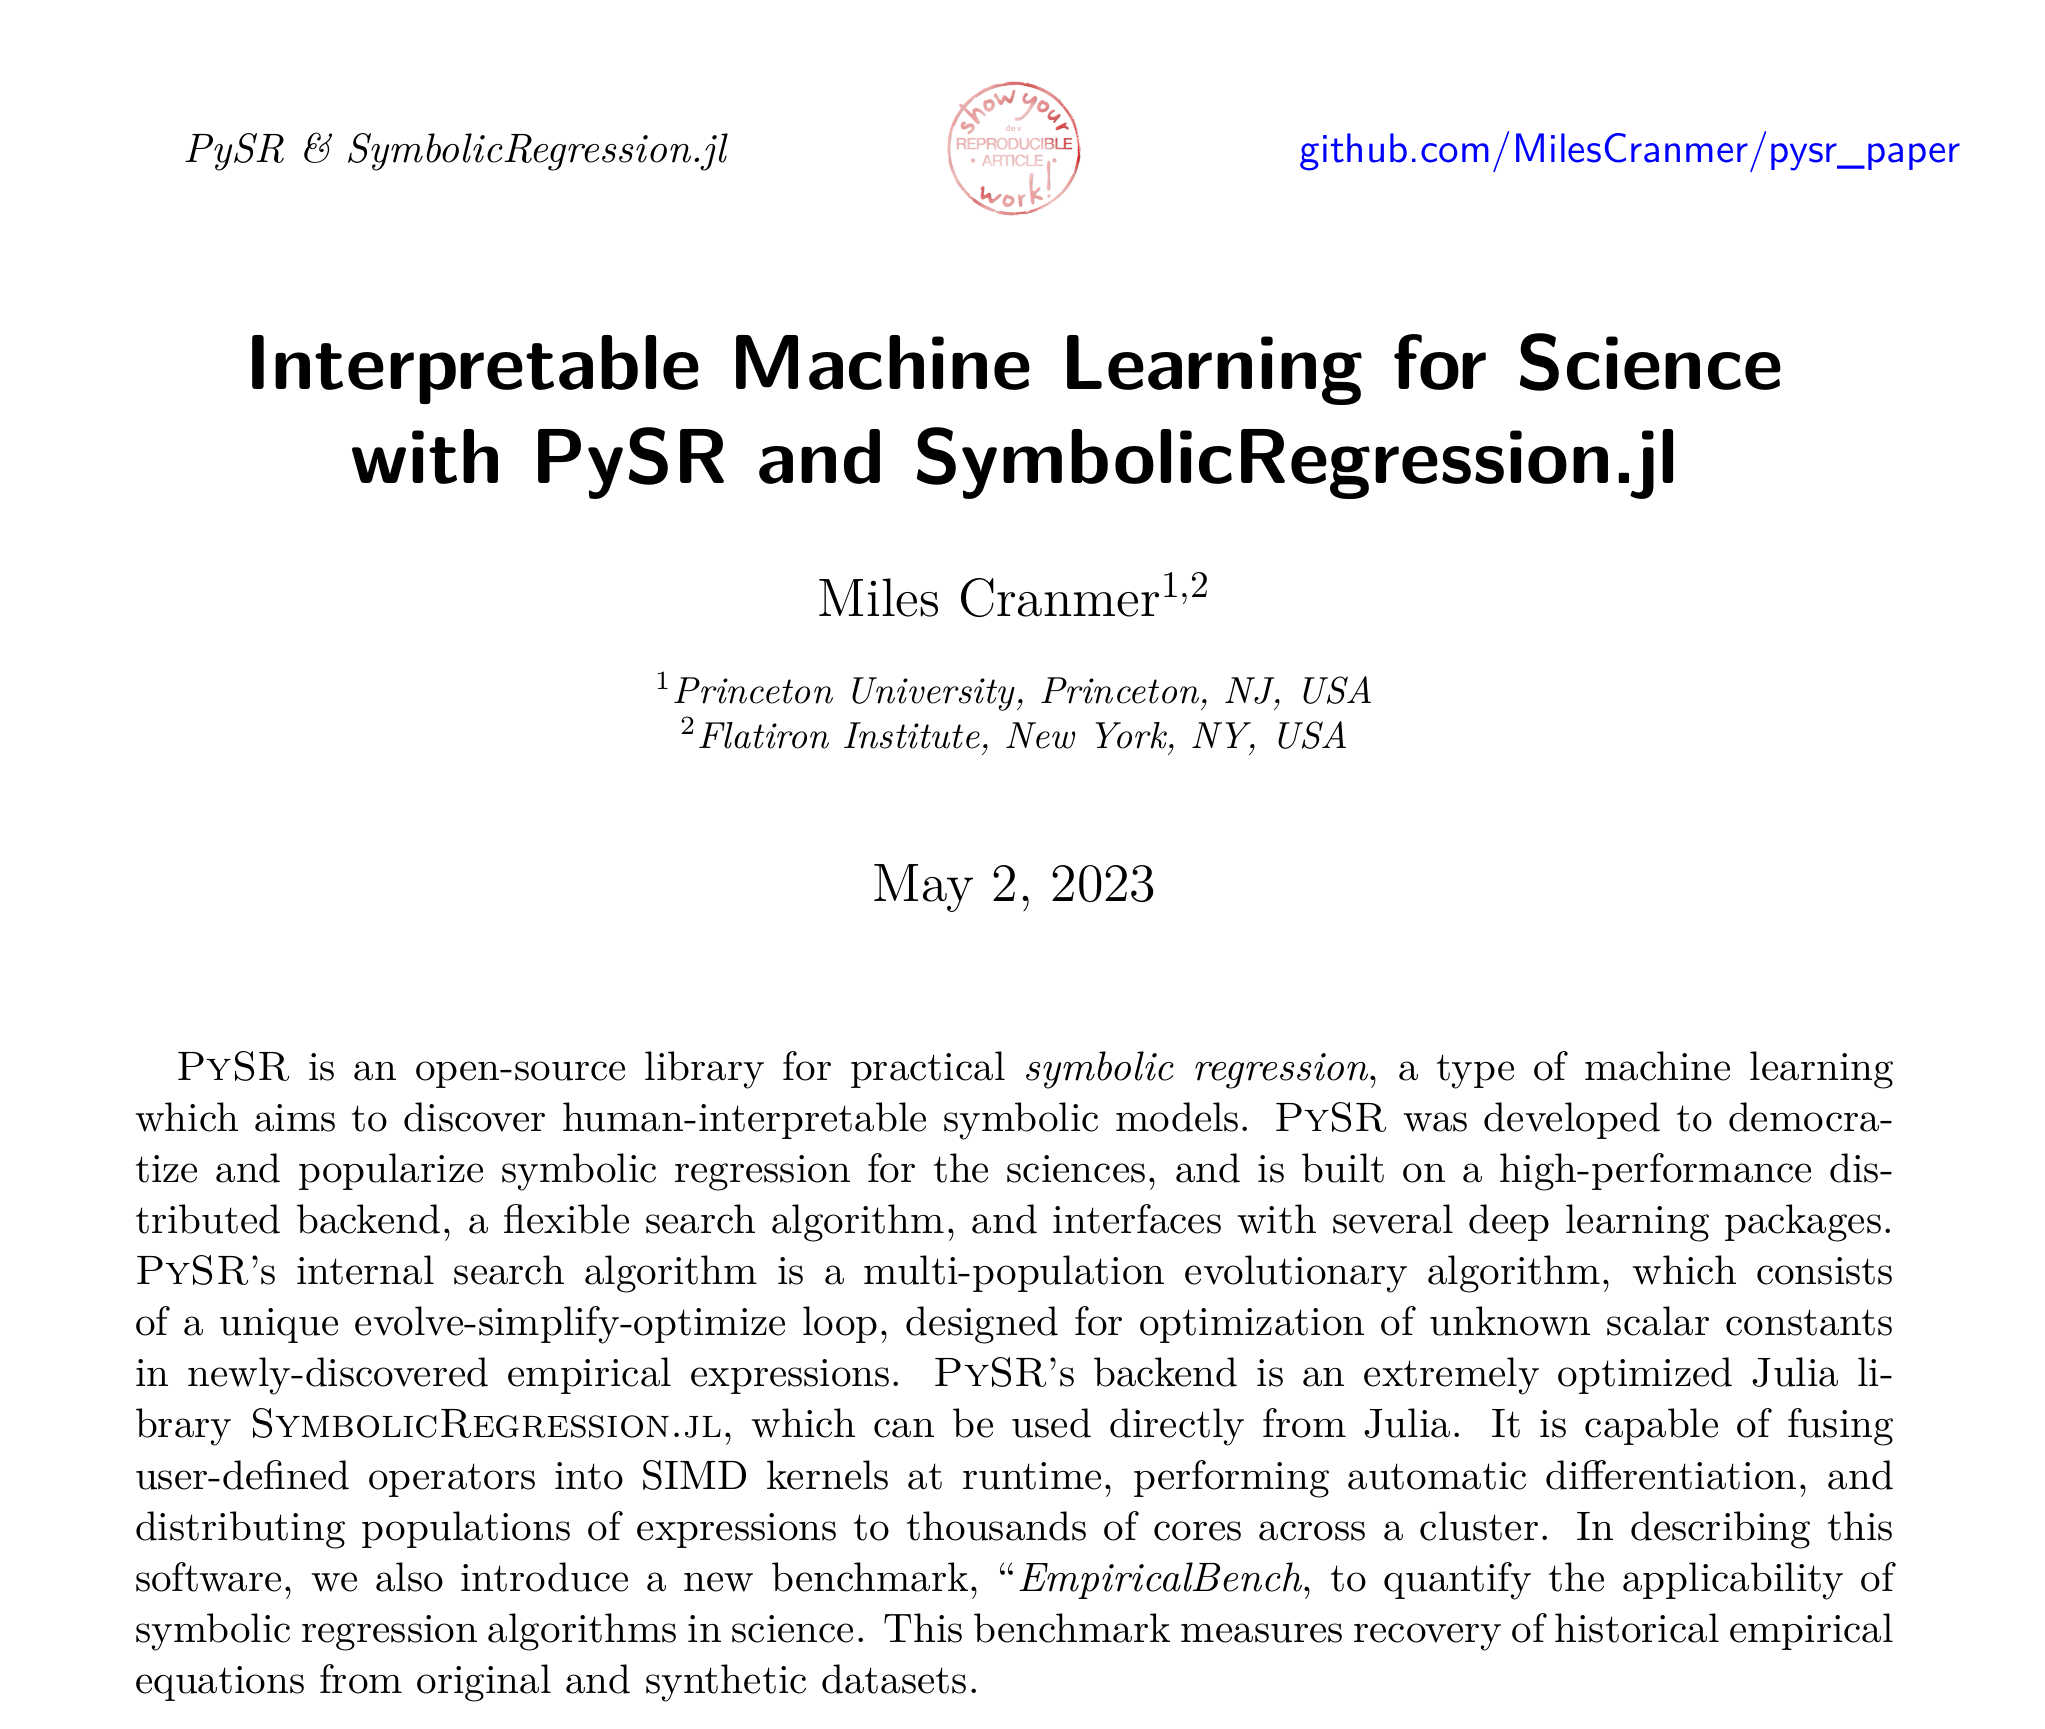 PySR & SymbolicRegression.jl
show your
dev
REPRODUCIBLE
• ARTICLE •
work!
github.com/MilesCranmer/pysr_paper
Interpretable Machine Learning for Science
with PySR and SymbolicRegression.jl
Miles Cranmer¹,²
¹Princeton University, Princeton, NJ, USA
²Flatiron Institute, New York, NY, USA
May 2, 2023
PySR is an open-source library for practical symbolic regression, a type of machine learning
which aims to discover human-interpretable symbolic models. PySR was developed to democra-
tize and popularize symbolic regression for the sciences, and is built on a high-performance dis-
tributed backend, a flexible search algorithm, and interfaces with several deep learning packages.
PySR’s internal search algorithm is a multi-population evolutionary algorithm, which consists
of a unique evolve-simplify-optimize loop, designed for optimization of unknown scalar constants
in newly-discovered empirical expressions. PySR’s backend is an extremely optimized Julia li-
brary SymbolicRegression.jl, which can be used directly from Julia. It is capable of fusing
user-defined operators into SIMD kernels at runtime, performing automatic differentiation, and
distributing populations of expressions to thousands of cores across a cluster. In describing this
software, we also introduce a new benchmark, “EmpiricalBench, to quantify the applicability of
symbolic regression algorithms in science. This benchmark measures recovery of historical empirical
equations from original and synthetic datasets.